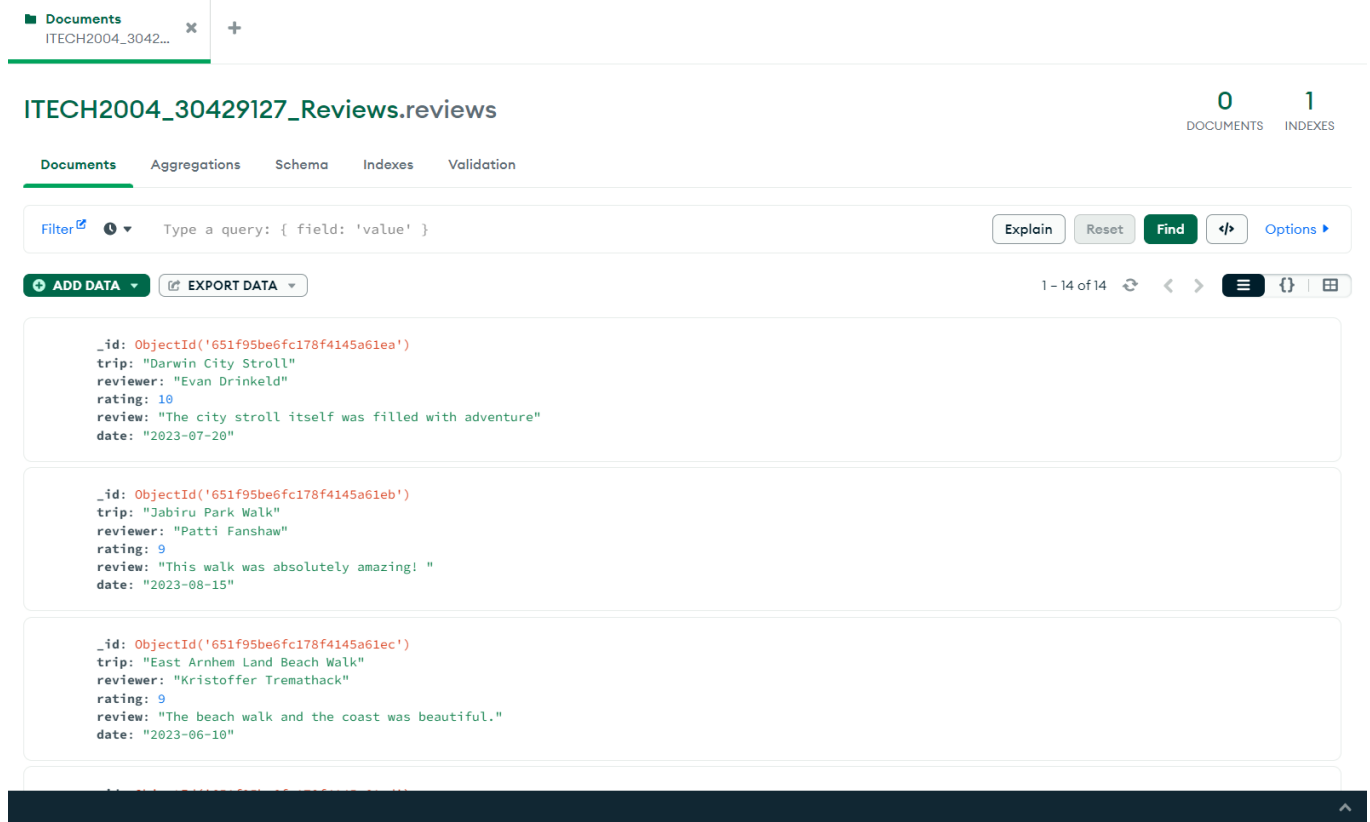 Documents
ITECH2004_3042...
ITECH2004_30429127_Reviews.reviews
0
DOCUMENTS
1
INDEXES
Documents Aggregations Schema Indexes Validation
Filter Type a query: { field: 'value' } Explain Reset Find </> Options
ADD DATA EXPORT DATA 1 – 14 of 14 {}
_id: ObjectId('651f95be6fc178f4145a61ea')
trip: "Darwin City Stroll"
reviewer: "Evan Drinkeld"
rating: 10
review: "The city stroll itself was filled with adventure"
date: "2023-07-20"
_id: ObjectId('651f95be6fc178f4145a61eb')
trip: "Jabiru Park Walk"
reviewer: "Patti Fanshaw"
rating: 9
review: "This walk was absolutely amazing! "
date: "2023-08-15"
_id: ObjectId('651f95be6fc178f4145a61ec')
trip: "East Arnhem Land Beach Walk"
reviewer: "Kristoffer Tremathack"
rating: 9
review: "The beach walk and the coast was beautiful."
date: "2023-06-10"